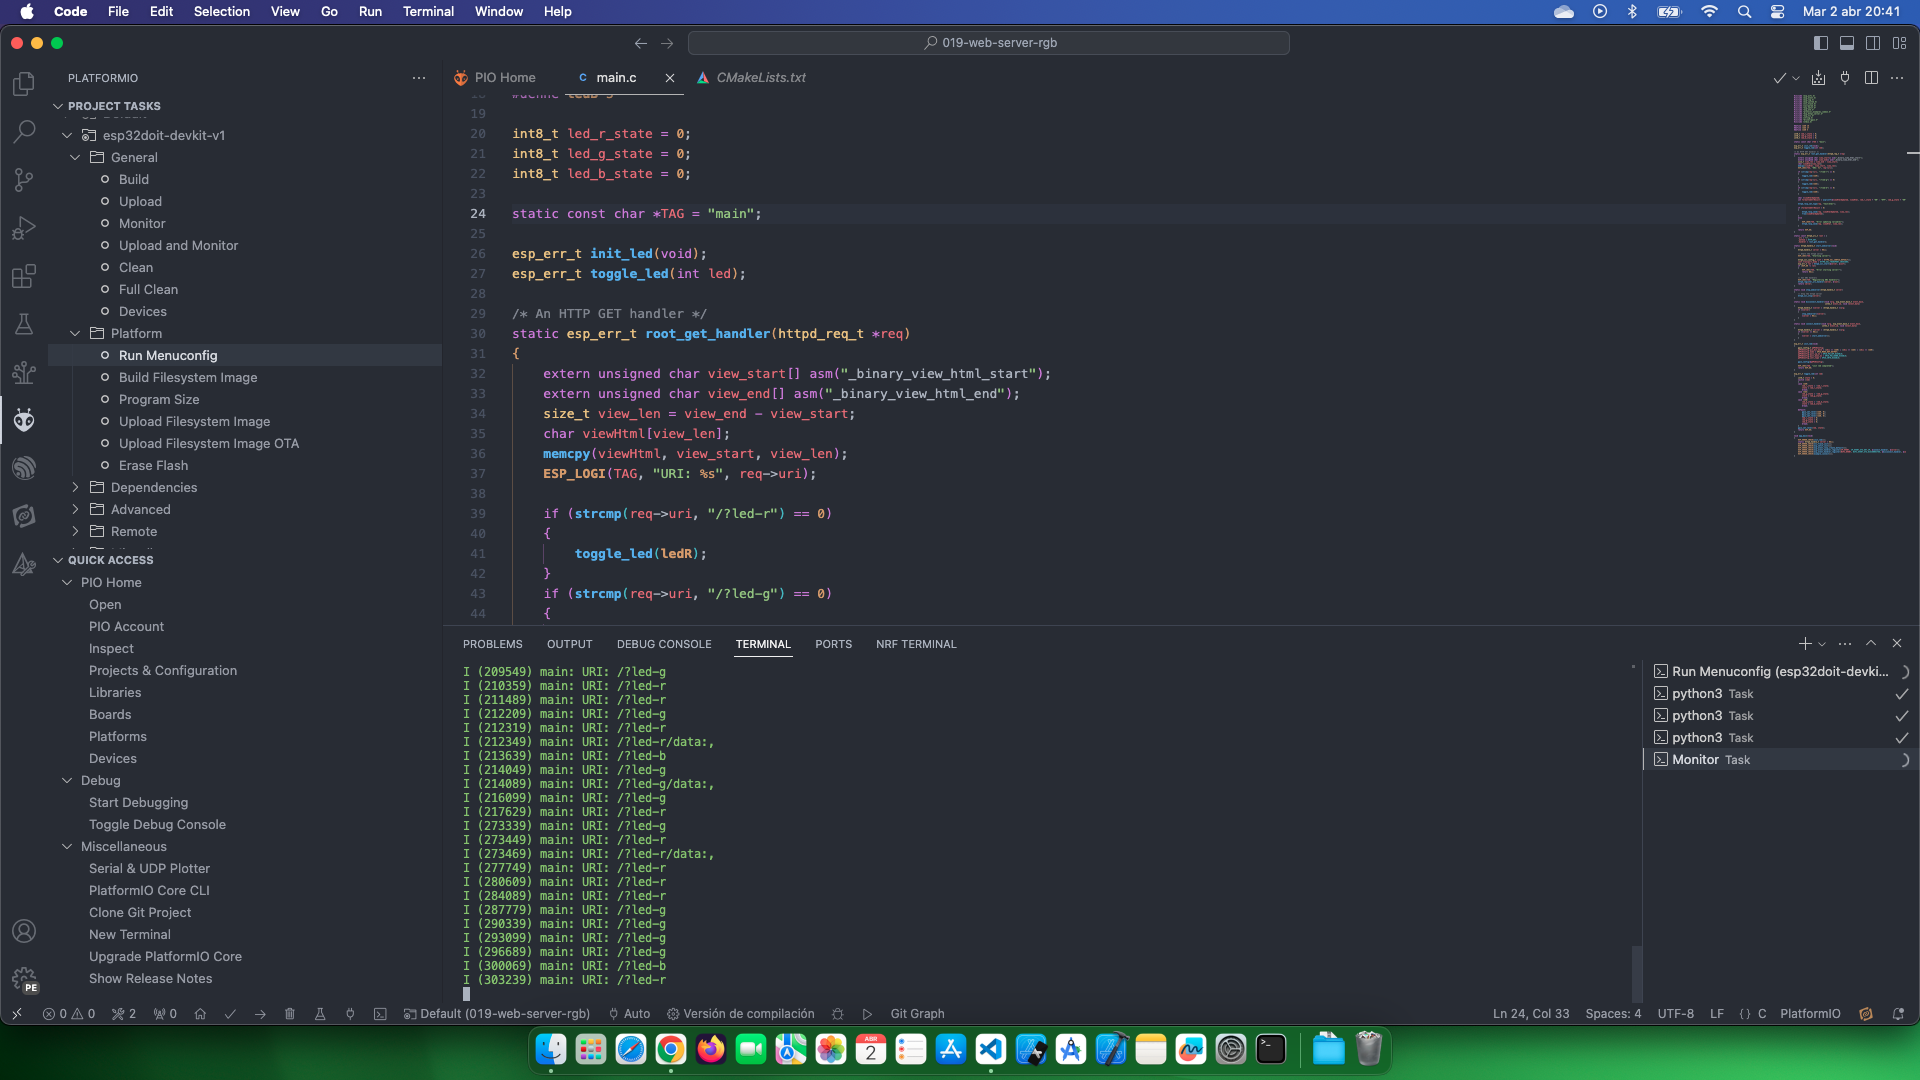 Code File Edit Selection View Go Run Terminal Window Help Mar 2 abr 20:41
019-web-server-rgb
PLATFORMIO
PROJECT TASKS
esp32doit-devkit-v1
General
Build
Upload
Monitor
Upload and Monitor
Clean
Full Clean
Devices
Platform
Run Menuconfig
Build Filesystem Image
Program Size
Upload Filesystem Image
Upload Filesystem Image OTA
Erase Flash
Dependencies
Advanced
Remote
QUICK ACCESS
PIO Home
Open
PIO Account
Inspect
Projects & Configuration
Libraries
Boards
Platforms
Devices
Debug
Start Debugging
Toggle Debug Console
Miscellaneous
Serial & UDP Plotter
PlatformIO Core CLI
Clone Git Project
New Terminal
Upgrade PlatformIO Core
Show Release Notes
PE
PIO Home C main.c CMakeLists.txt
19
20 int8_t led_r_state = 0;
21 int8_t led_g_state = 0;
22 int8_t led_b_state = 0;
23
24 static const char *TAG = "main";
25
26 esp_err_t init_led(void);
27 esp_err_t toggle_led(int led);
28
29 /* An HTTP GET handler */
30 static esp_err_t root_get_handler(httpd_req_t *req)
31 {
32 extern unsigned char view_start[] asm("_binary_view_html_start");
33 extern unsigned char view_end[] asm("_binary_view_html_end");
34 size_t view_len = view_end - view_start;
35 char viewHtml[view_len];
36 memcpy(viewHtml, view_start, view_len);
37 ESP_LOGI(TAG, "URI: %s", req->uri);
38
39 if (strcmp(req->uri, "/?led-r") == 0)
40 {
41 toggle_led(ledR);
42 }
43 if (strcmp(req->uri, "/?led-g") == 0)
44 {
PROBLEMS OUTPUT DEBUG CONSOLE TERMINAL PORTS NRF TERMINAL
I (209549) main: URI: /?led-g
I (210359) main: URI: /?led-r
I (211489) main: URI: /?led-r
I (212209) main: URI: /?led-g
I (212319) main: URI: /?led-r
I (212349) main: URI: /?led-r/data:,
I (213639) main: URI: /?led-b
I (214049) main: URI: /?led-g
I (214089) main: URI: /?led-g/data:,
I (216099) main: URI: /?led-g
I (217629) main: URI: /?led-r
I (273339) main: URI: /?led-g
I (273449) main: URI: /?led-r
I (273469) main: URI: /?led-r/data:,
I (277749) main: URI: /?led-r
I (280609) main: URI: /?led-r
I (284089) main: URI: /?led-r
I (287779) main: URI: /?led-g
I (290339) main: URI: /?led-g
I (293099) main: URI: /?led-g
I (296689) main: URI: /?led-g
I (300069) main: URI: /?led-b
I (303239) main: URI: /?led-r
Run Menuconfig (esp32doit-devki...
python3 Task
python3 Task
python3 Task
Monitor Task
0 0 2 0 Default (019-web-server-rgb) Auto Versión de compilación Git Graph Ln 24, Col 33 Spaces: 4 UTF-8 LF {} C PlatformIO
ABR
2